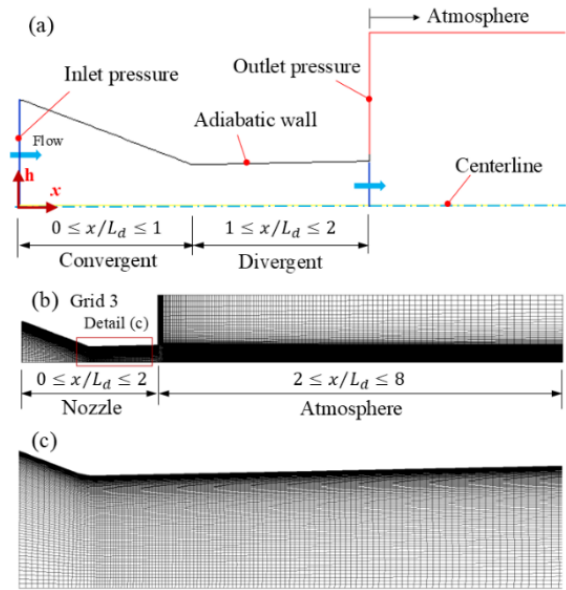 (a)
Atmosphere
Inlet pressure
Outlet pressure
Adiabatic wall
Flow
h
x
Centerline
0 ≤ x/L_d ≤ 1
1 ≤ x/L_d ≤ 2
Convergent
Divergent
(b)
Grid 3
Detail (c)
0 ≤ x/L_d ≤ 2
2 ≤ x/L_d ≤ 8
Nozzle
Atmosphere
(c)